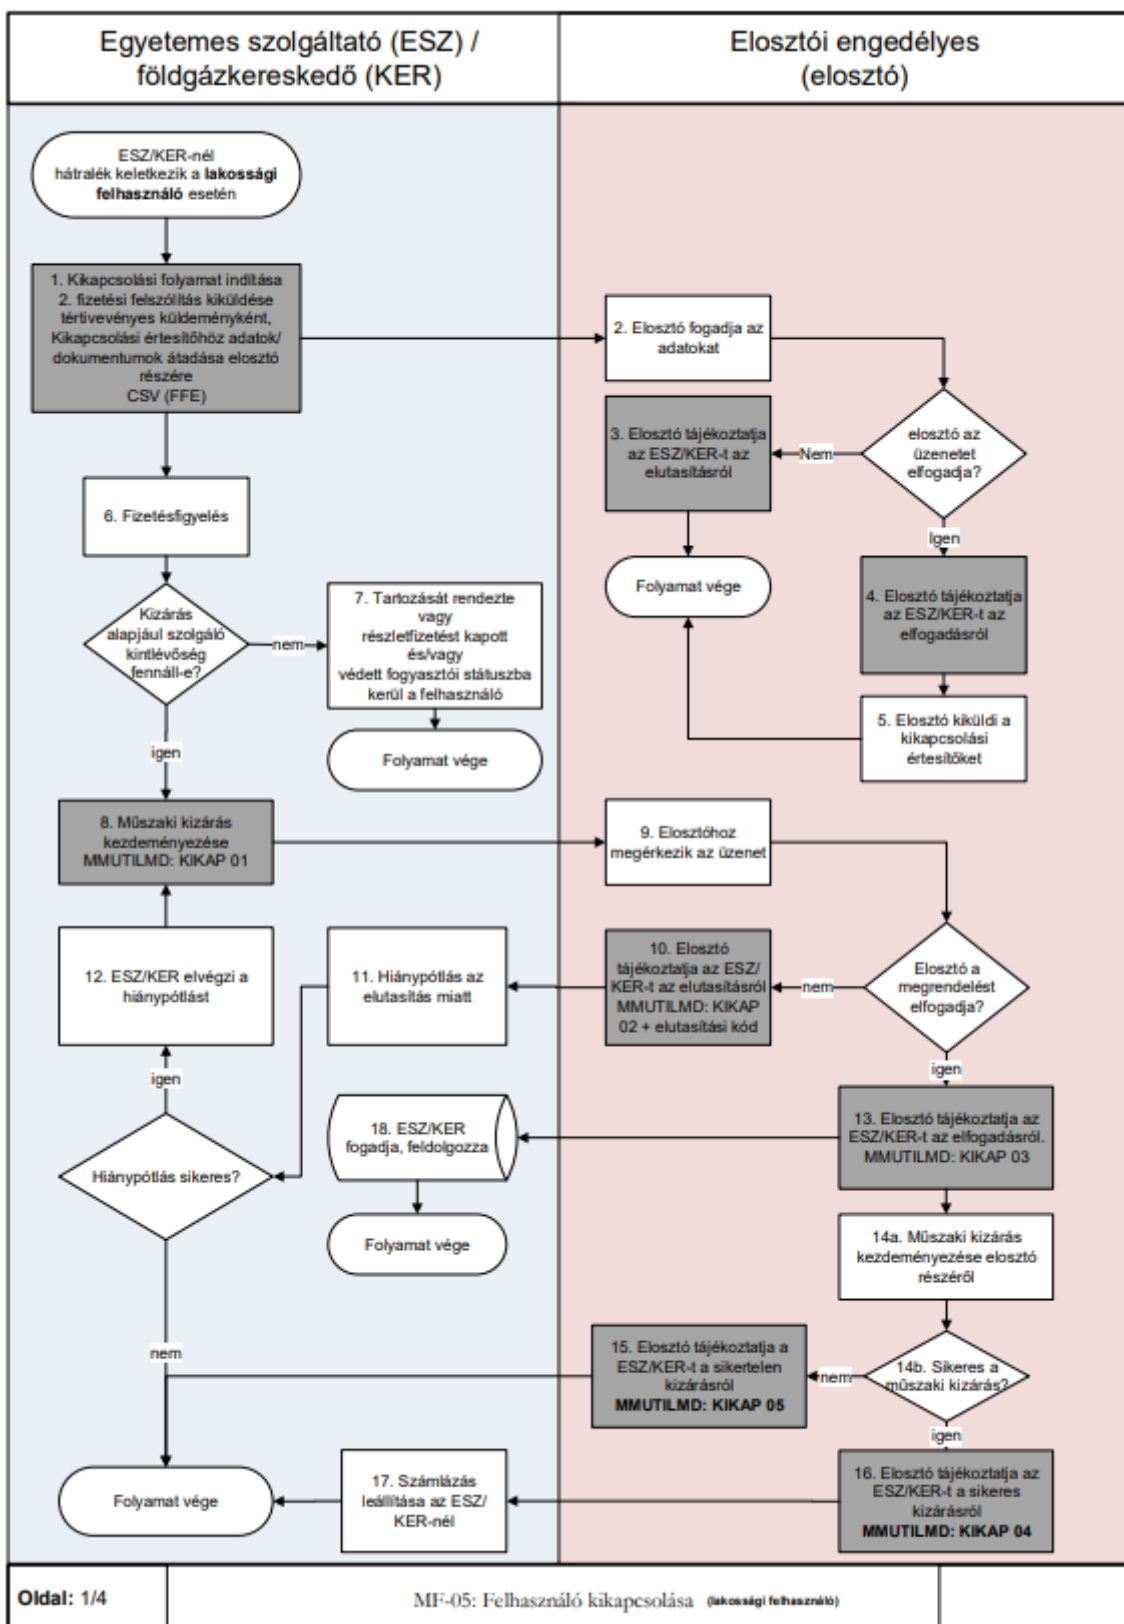 Egyetemes szolgáltató (ESZ) /
földgázkereskedő (KER)
Elosztói engedélyes
(elosztó)
ESZ/KER-nél
hátralék keletkezik a lakossági
felhasználó esetén
1. Kikapcsolási folyamat indítása
2. fizetési felszólítás kiküldése
tértivevényes küldeményként,
Kikapcsolási értesítőhöz adatok/
dokumentumok átadása elosztó
részére
CSV (FFE)
2. Elosztó fogadja az
adatokat
3. Elosztó tájékoztatja
az ESZ/KER-t az
elutasításról
Nem
elosztó az
üzenetet
elfogadja?
Igen
6. Fizetésfigyelés
Folyamat vége
4. Elosztó tájékoztatja
az ESZ/KER-t az
elfogadásról
Kizárás
alapjául szolgáló
kintlévőség
fennáll-e?
nem
7. Tartozását rendezte
vagy
részletfizetést kapott
és/vagy
védett fogyasztói státuszba
kerül a felhasználó
5. Elosztó kiküldi a
kikapcsolási
értesítőket
igen
Folyamat vége
8. Műszaki kizárás
kezdeményezése
MMUTILMD: KIKAP 01
9. Elosztóhoz
megérkezik az üzenet
12. ESZ/KER elvégzi a
hiánypótlást
11. Hiánypótlás az
elutasítás miatt
10. Elosztó
tájékoztatja az ESZ/
KER-t az elutasításról
MMUTILMD: KIKAP
02 + elutasítási kód
nem
Elosztó a
megrendelést
elfogadja?
igen
igen
18. ESZ/KER
fogadja, feldolgozza
13. Elosztó tájékoztatja az
ESZ/KER-t az elfogadásról.
MMUTILMD: KIKAP 03
Hiánypótlás sikeres?
Folyamat vége
14a. Műszaki kizárás
kezdeményezése elosztó
részéről
nem
15. Elosztó tájékoztatja a
ESZ/KER-t a sikertelen
kizárásról
MMUTILMD: KIKAP 05
nem
14b. Sikeres a
műszaki kizárás?
igen
Folyamat vége
17. Számlázás
leállítása az ESZ/
KER-nél
16. Elosztó tájékoztatja az
ESZ/KER-t a sikeres
kizárásról
MMUTILMD: KIKAP 04
Oldal: 1/4
MF-05: Felhasználó kikapcsolása (lakossági felhasználó)